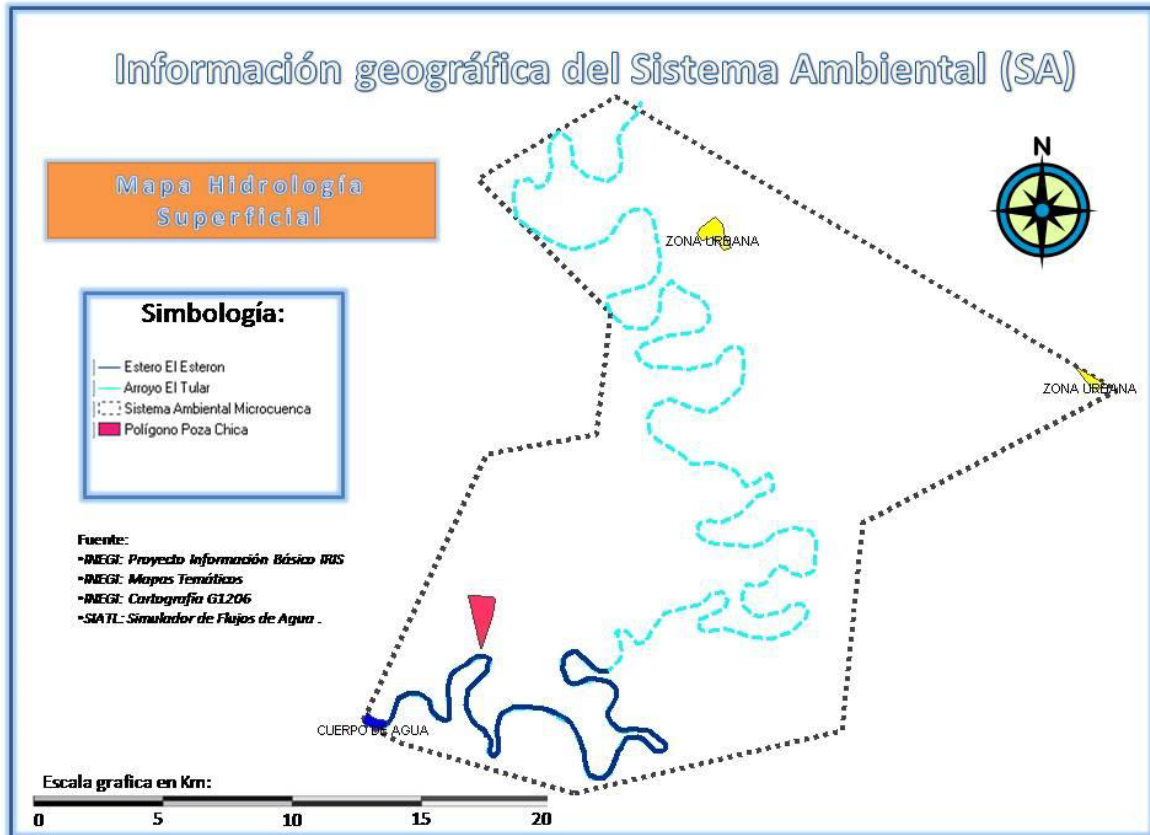 Información geográfica del Sistema Ambiental (SA)
Mapa Hidrología
Superficial
N
ZONA URBANA
ZONA URBANA
Simbología:
Estero El Esteron
Arroyo El Tular
Sistema Ambiental Microcuenca
Polígono Poza Chica
Fuente:
•INEGI: Proyecto Información Básico IRIS
•INEGI: Mapas Temáticos
•INEGI: Cartografía G1206
•SIATL: Simulador de Flujos de Agua .
CUERPO DE AGUA
Escala grafica en Km:
0 5 10 15 20